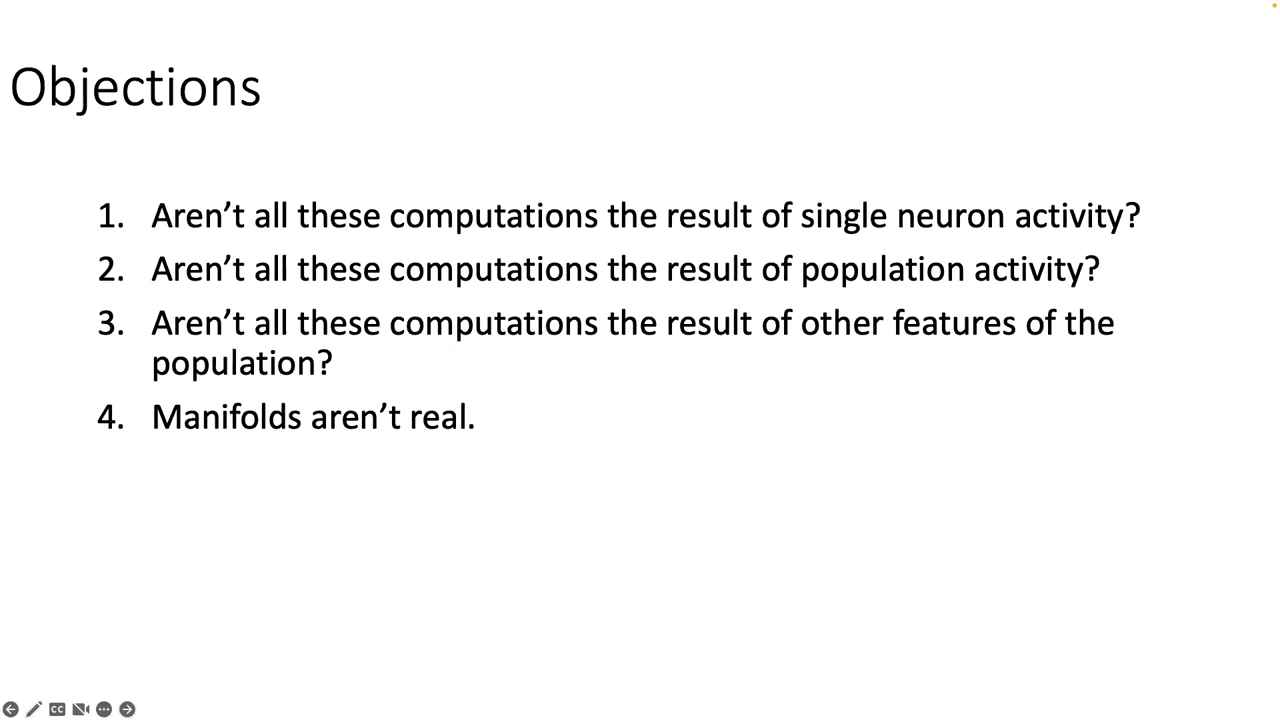 Objections
1. Aren’t all these computations the result of single neuron activity?
2. Aren’t all these computations the result of population activity?
3. Aren’t all these computations the result of other features of the
population?
4. Manifolds aren’t real.
CC